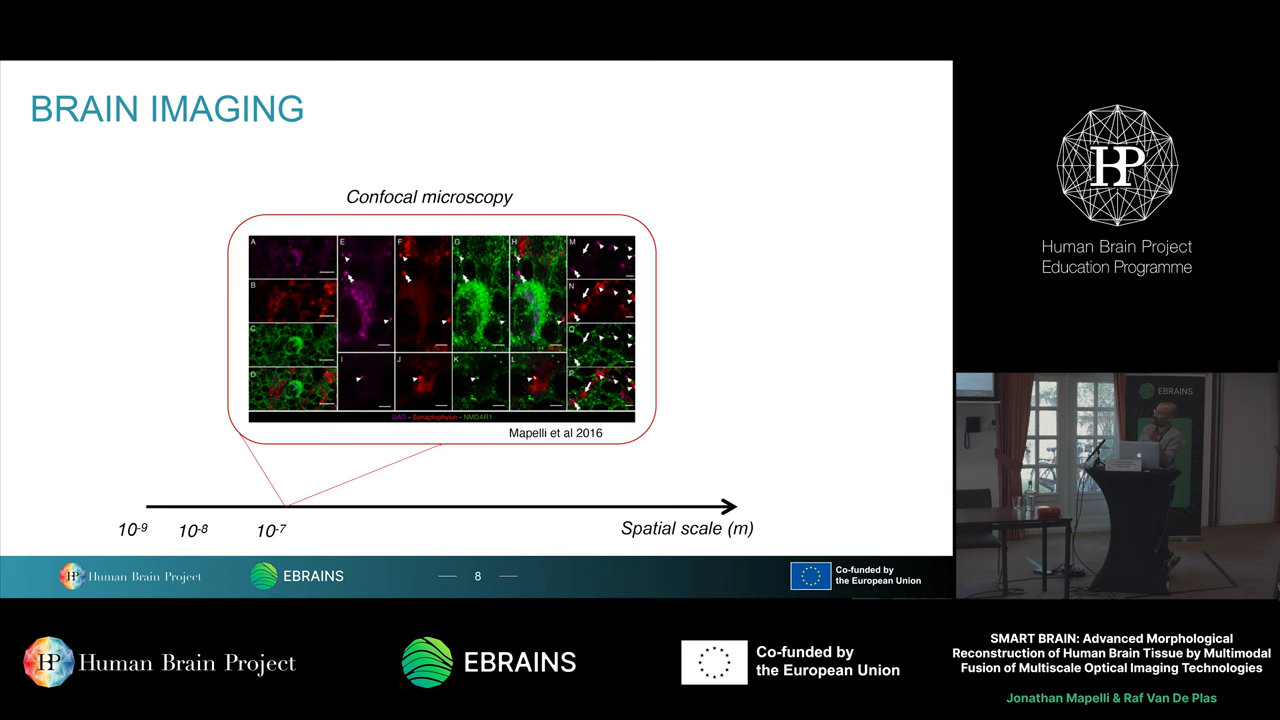 BRAIN IMAGING
Confocal microscopy
A
E
F
G
H
M
B
N
C
O
I
J
K
L
D
P
GAD - Synaptophysin - NMDAR1
Mapelli et al 2016
10-9
10-8
10-7
Spatial scale (m)
HP Human Brain Project
EBRAINS
8
Co-funded by
the European Union
HP
Human Brain Project
Education Programme
EBRAINS
HP Human Brain Project
EBRAINS
Co-funded by
the European Union
SMART BRAIN: Advanced Morphological
Reconstruction of Human Brain Tissue by Multimodal
Fusion of Multiscale Optical Imaging Technologies
Jonathan Mapelli & Raf Van De Plas